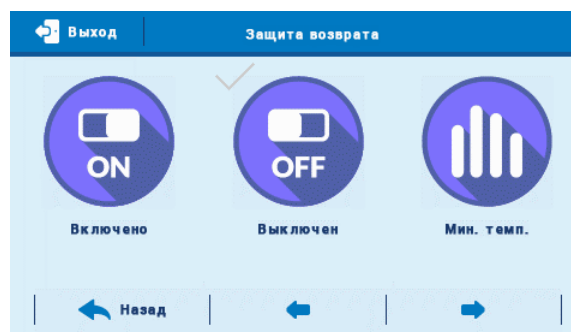 Выход
Защита возврата
ON
OFF
Включено
Выключен
Мин. темп.
Назад